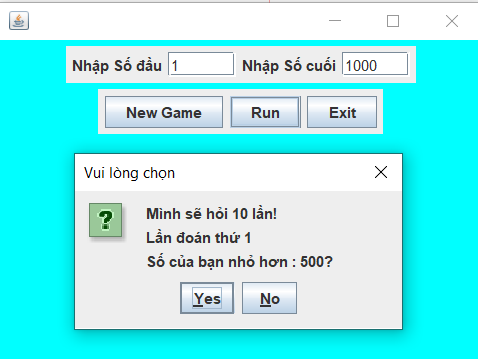 Nhập Số đầu 1 Nhập Số cuối 1000
New Game Run Exit
Vui lòng chọn
Mình sẽ hỏi 10 lần!
Lần đoán thứ 1
Số của bạn nhỏ hơn : 500?
Yes No